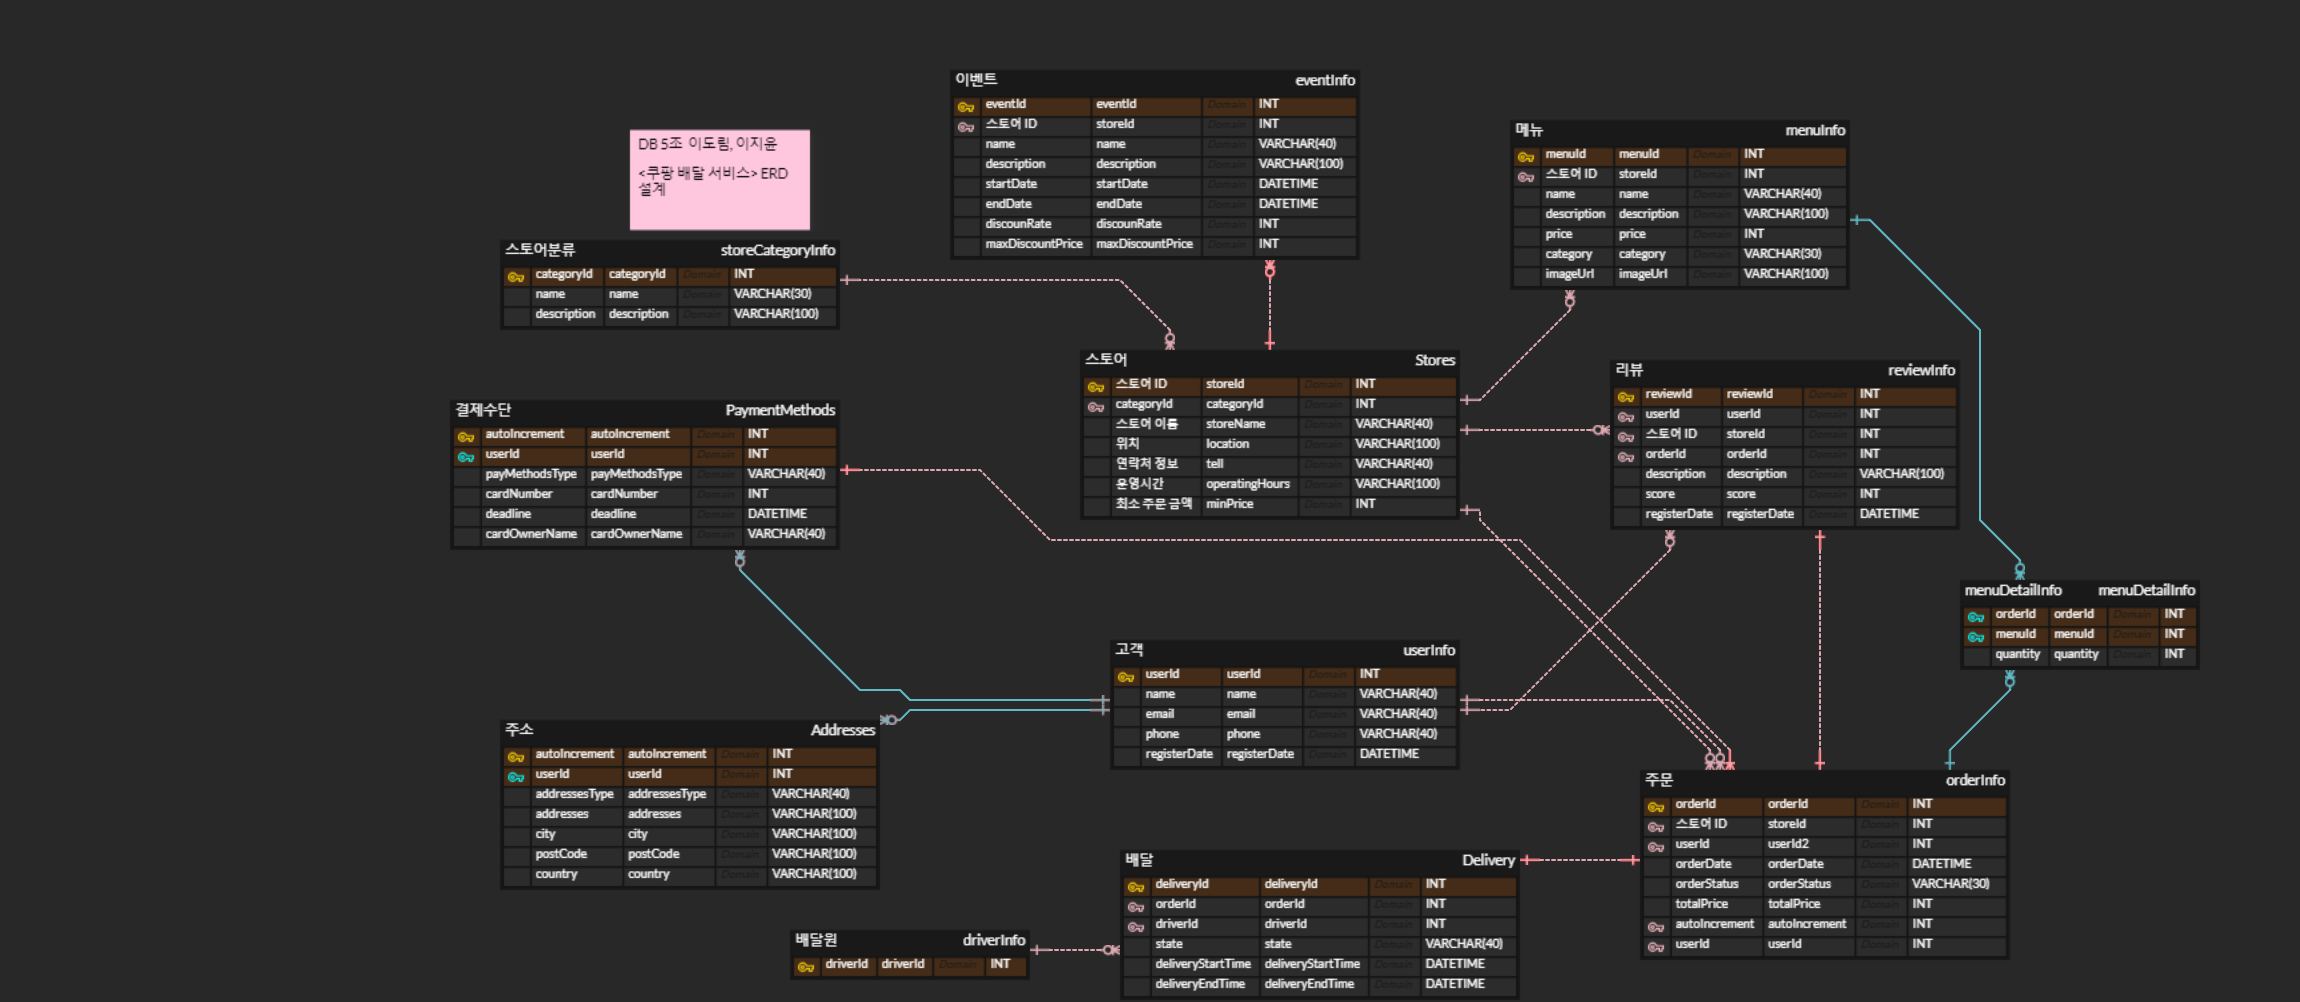 이벤트 eventInfo
eventId eventId Domain INT
스토어 ID storeId Domain INT
name name Domain VARCHAR(40)
description description Domain VARCHAR(100)
startDate startDate Domain DATETIME
endDate endDate Domain DATETIME
discounRate discounRate Domain INT
maxDiscountPrice maxDiscountPrice Domain INT
DB 5조 이도림, 이지윤
<쿠팡 배달 서비스> ERD
설계
메뉴 menuInfo
menuId menuId Domain INT
스토어 ID storeId Domain INT
name name Domain VARCHAR(40)
description description Domain VARCHAR(100)
price price Domain INT
category category Domain VARCHAR(30)
imageUrl imageUrl Domain VARCHAR(100)
스토어분류 storeCategoryInfo
categoryId categoryId Domain INT
name name Domain VARCHAR(30)
description description Domain VARCHAR(100)
스토어 Stores
스토어 ID storeId Domain INT
categoryId categoryId Domain INT
스토어 이름 storeName Domain VARCHAR(40)
위치 location Domain VARCHAR(100)
연락처 정보 tell Domain VARCHAR(40)
운영시간 operatingHours Domain VARCHAR(100)
최소 주문 금액 minPrice Domain INT
리뷰 reviewInfo
reviewId reviewId Domain INT
userId userId Domain INT
스토어 ID storeId Domain INT
orderId orderId Domain INT
description description Domain VARCHAR(100)
score score Domain INT
registerDate registerDate Domain DATETIME
결제수단 PaymentMethods
autoIncrement autoIncrement Domain INT
userId userId Domain INT
payMethodsType payMethodsType Domain VARCHAR(40)
cardNumber cardNumber Domain INT
deadline deadline Domain DATETIME
cardOwnerName cardOwnerName Domain VARCHAR(40)
menuDetailInfo menuDetailInfo
orderId orderId Domain INT
menuId menuId Domain INT
quantity quantity Domain INT
고객 userInfo
userId userId Domain INT
name name Domain VARCHAR(40)
email email Domain VARCHAR(40)
phone phone Domain VARCHAR(40)
registerDate registerDate Domain DATETIME
주소 Addresses
autoIncrement autoIncrement Domain INT
userId userId Domain INT
addressesType addressesType Domain VARCHAR(40)
addresses addresses Domain VARCHAR(100)
city city Domain VARCHAR(100)
postCode postCode Domain VARCHAR(100)
country country Domain VARCHAR(100)
주문 orderInfo
orderId orderId Domain INT
스토어 ID storeId Domain INT
userId userId2 Domain INT
orderDate orderDate Domain DATETIME
orderStatus orderStatus Domain VARCHAR(30)
totalPrice totalPrice Domain INT
autoIncrement autoIncrement Domain INT
userId userId Domain INT
배달 Delivery
deliveryId deliveryId Domain INT
orderId orderId Domain INT
driverId driverId Domain INT
state state Domain VARCHAR(40)
deliveryStartTime deliveryStartTime Domain DATETIME
deliveryEndTime deliveryEndTime Domain DATETIME
배달원 driverInfo
driverId driverId Domain INT